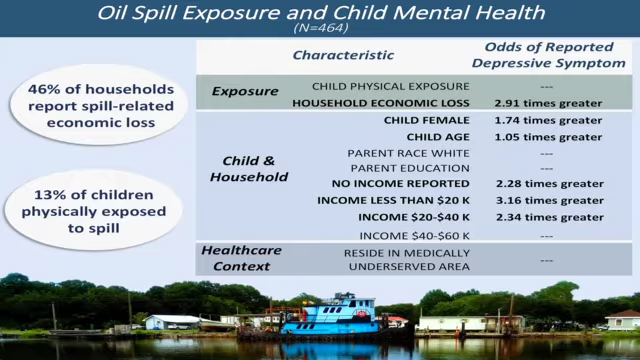 Oil Spill Exposure and Child Mental Health
(N=464)
46% of households
report spill-related
economic loss
13% of children
physically exposed
to spill
Characteristic
Odds of Reported
Depressive Symptom
Exposure
CHILD PHYSICAL EXPOSURE ---
HOUSEHOLD ECONOMIC LOSS 2.91 times greater
Child &
Household
CHILD FEMALE 1.74 times greater
CHILD AGE 1.05 times greater
PARENT RACE WHITE ---
PARENT EDUCATION ---
NO INCOME REPORTED 2.28 times greater
INCOME LESS THAN $20 K 3.16 times greater
INCOME $20-$40 K 2.34 times greater
INCOME $40-$60 K ---
Healthcare
Context
RESIDE IN MEDICALLY
UNDERSERVED AREA
---